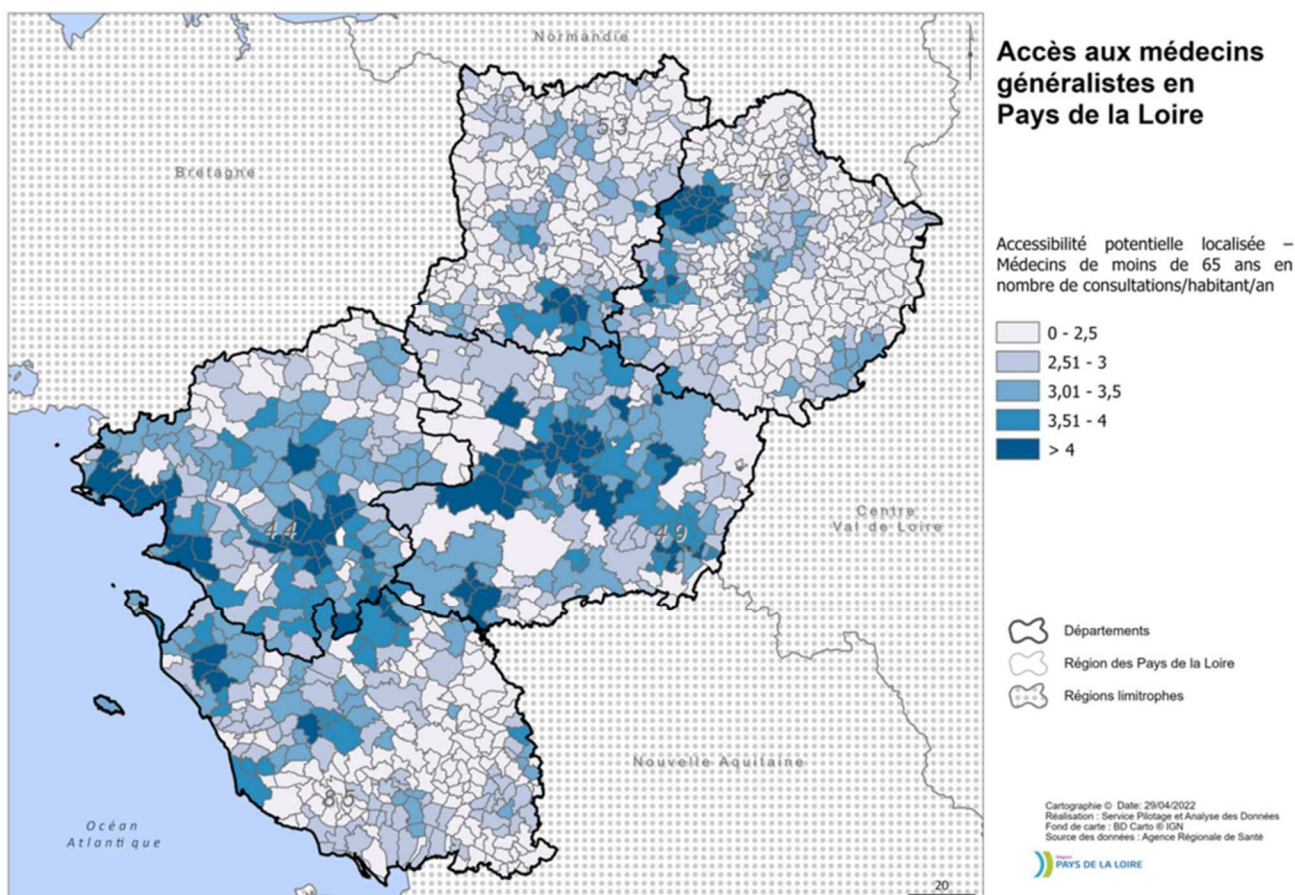 Accès aux médecins
généralistes en
Pays de la Loire
Accessibilité potentielle localisée –
Médecins de moins de 65 ans en
nombre de consultations/habitant/an
0 - 2,5
2,51 - 3
3,01 - 3,5
3,51 - 4
> 4
Normandie
Bretagne
53
72
44
49
Centre
Val de Loire
Départements
Région des Pays de la Loire
Régions limitrophes
Nouvelle Aquitaine
85
Océan
Atlantique
Cartographie © Date: 29/04/2022
Réalisation : Service Pilotage et Analyse des Données
Fond de carte : BD Carto ® IGN
Source des données : Agence Régionale de Santé
Région
PAYS DE LA LOIRE
20